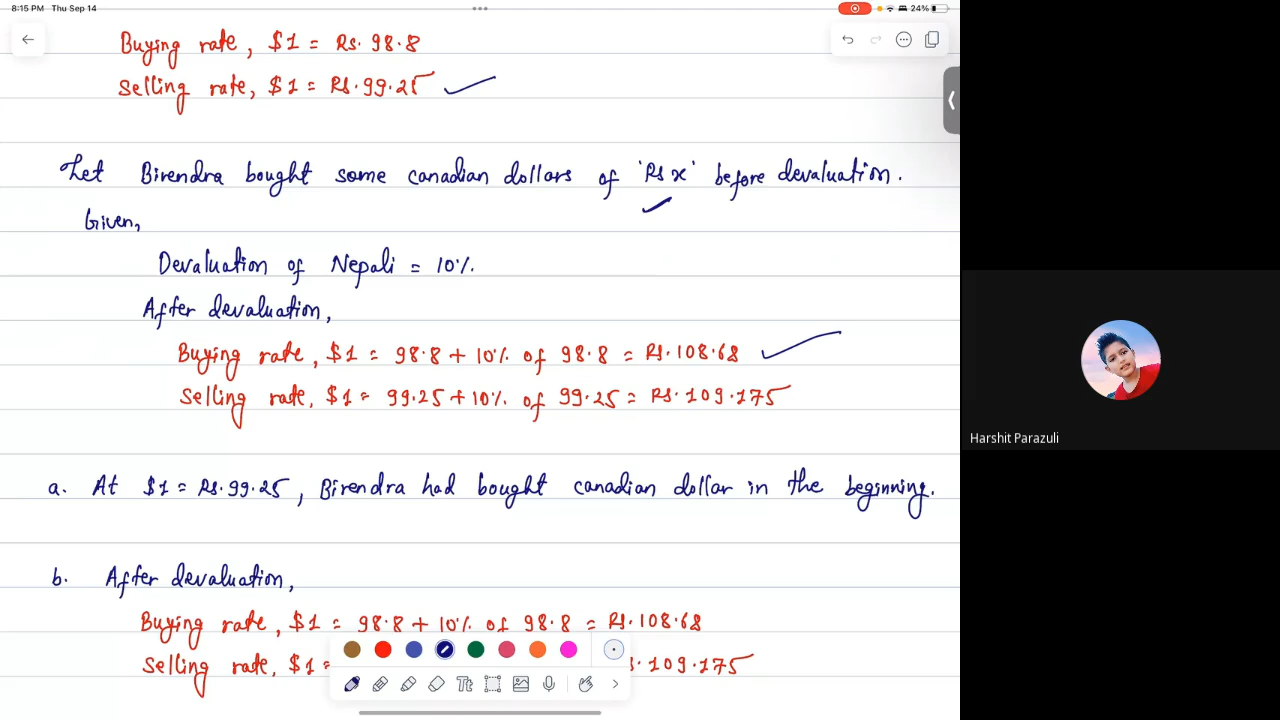 8:15 PM Thu Sep 14
24%
Buying rate, $1 = Rs. 98.8
Selling rate, $1 = Rs. 99.25
Let Birendra bought some canadian dollars of 'Rs x' before devaluation.
Given,
Devaluation of Nepali = 10%.
After devaluation,
Buying rate, $1 = 98.8 + 10% of 98.8 = Rs. 108.68
Selling rate, $1 = 99.25 + 10% of 99.25 = Rs. 109.175
a. At $1 = Rs. 99.25, Birendra had bought canadian dollar in the beginning.
b. After devaluation,
Buying rate, $1 = 98.8 + 10% of 98.8 = Rs. 108.68
Selling rate, $1 = . 109.175
Tt
Harshit Parazuli